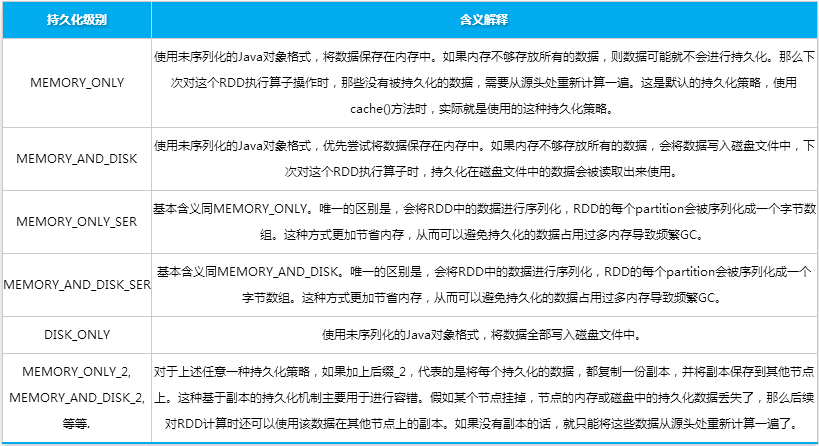 持久化级别
含义解释
MEMORY_ONLY
使用未序列化的Java对象格式，将数据保存在内存中。如果内存不够存放所有的数据，则数据可能就不会进行持久化。那么下
次对这个RDD执行算子操作时，那些没有被持久化的数据，需要从源头处重新计算一遍。这是默认的持久化策略，使用
cache()方法时，实际就是使用的这种持久化策略。
MEMORY_AND_DISK
使用未序列化的Java对象格式，优先尝试将数据保存在内存中。如果内存不够存放所有的数据，会将数据写入磁盘文件中，下
次对这个RDD执行算子时，持久化在磁盘文件中的数据会被读取出来使用。
MEMORY_ONLY_SER
基本含义同MEMORY_ONLY。唯一的区别是，会将RDD中的数据进行序列化，RDD的每个partition会被序列化成一个字节数
组。这种方式更加节省内存，从而可以避免持久化的数据占用过多内存导致频繁GC。
MEMORY_AND_DISK_SER
基本含义同MEMORY_AND_DISK。唯一的区别是，会将RDD中的数据进行序列化，RDD的每个partition会被序列化成一个
字节数组。这种方式更加节省内存，从而可以避免持久化的数据占用过多内存导致频繁GC。
DISK_ONLY
使用未序列化的Java对象格式，将数据全部写入磁盘文件中。
MEMORY_ONLY_2,
MEMORY_AND_DISK_2,
等等.
对于上述任意一种持久化策略，如果加上后缀_2，代表的是将每个持久化的数据，都复制一份副本，并将副本保存到其他节点
上。这种基于副本的持久化机制主要用于进行容错。假如某个节点挂掉，节点的内存或磁盘中的持久化数据丢失了，那么后续
对RDD计算时还可以使用该数据在其他节点上的副本。如果没有副本的话，就只能将这些数据从源头处重新计算一遍了。